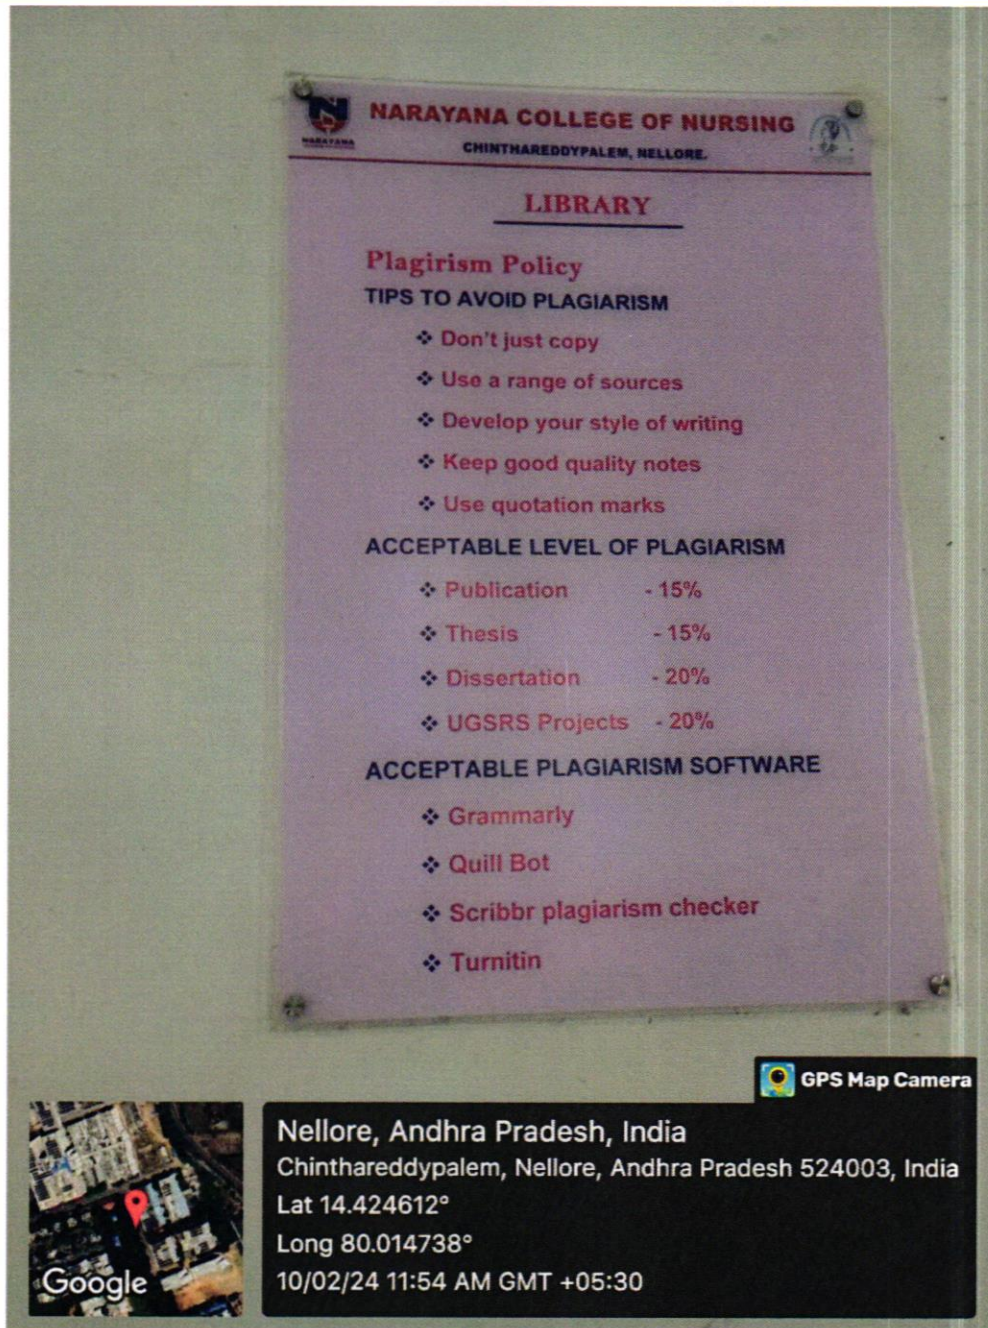 NARAYANA COLLEGE OF NURSING
CHINTHAREDDYPALEM, NELLORE.
NARAYANA
LIBRARY
Plagirism Policy
TIPS TO AVOID PLAGIARISM
❖ Don't just copy
❖ Use a range of sources
❖ Develop your style of writing
❖ Keep good quality notes
❖ Use quotation marks
ACCEPTABLE LEVEL OF PLAGIARISM
❖ Publication - 15%
❖ Thesis - 15%
❖ Dissertation - 20%
❖ UGSRS Projects - 20%
ACCEPTABLE PLAGIARISM SOFTWARE
❖ Grammarly
❖ Quill Bot
❖ Scribbr plagiarism checker
❖ Turnitin
GPS Map Camera
Nellore, Andhra Pradesh, India
Chinthareddypalem, Nellore, Andhra Pradesh 524003, India
Lat 14.424612°
Long 80.014738°
10/02/24 11:54 AM GMT +05:30
Google